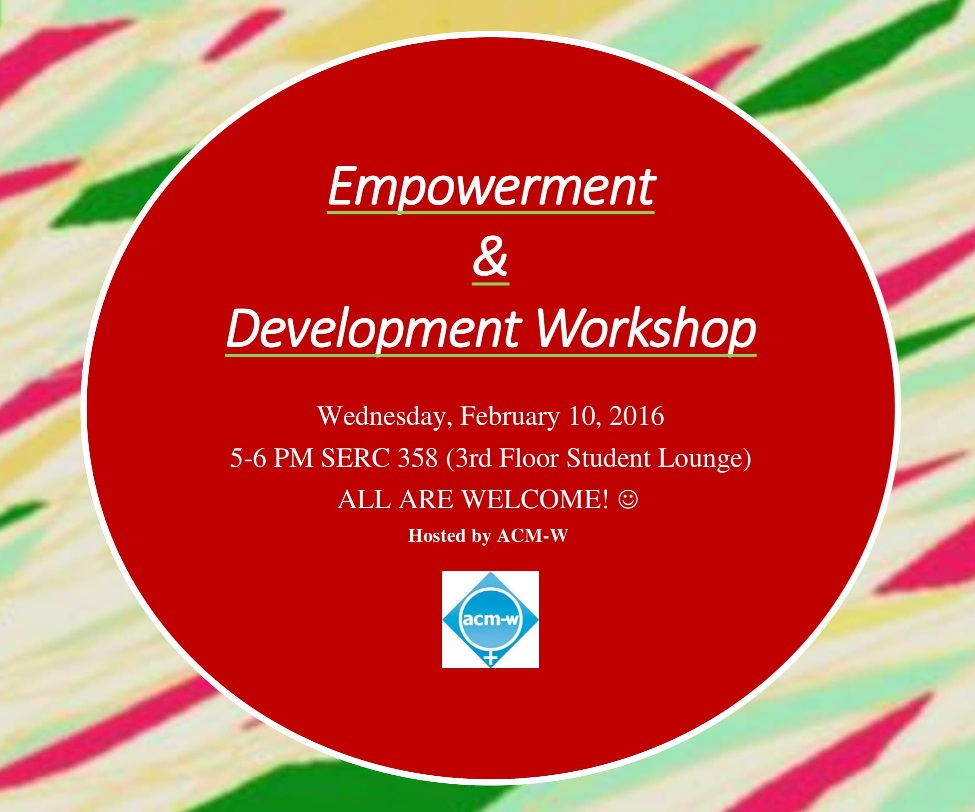 Empowerment
&
Development Workshop
Wednesday, February 10, 2016
5-6 PM SERC 358 (3rd Floor Student Lounge)
ALL ARE WELCOME! ☺
Hosted by ACM-W
acm-w